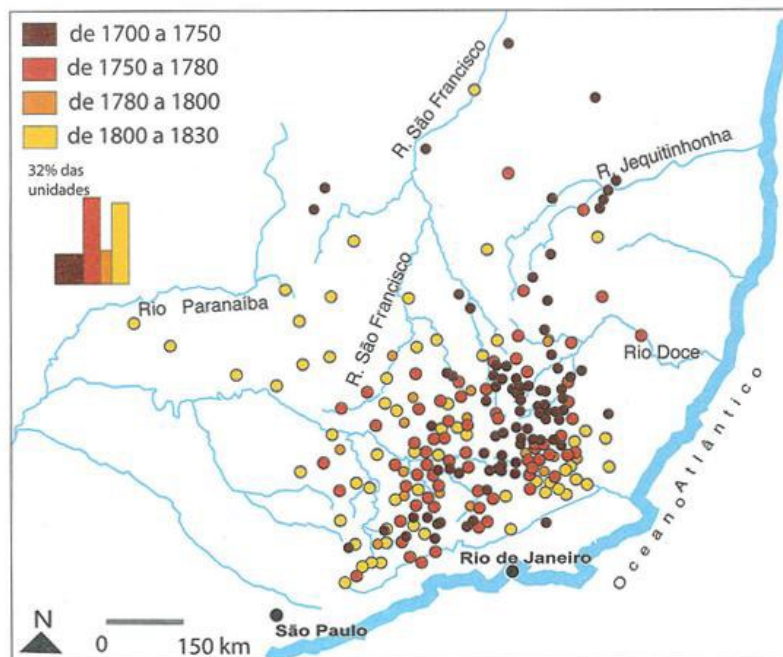 de 1700 a 1750
de 1750 a 1780
de 1780 a 1800
de 1800 a 1830
32% das
unidades
R. São Francisco
R. Jequitinhonha
Rio Paranaíba
R. São Francisco
Rio Doce
Oceano Atlântico
Rio de Janeiro
São Paulo
N
0 150 km